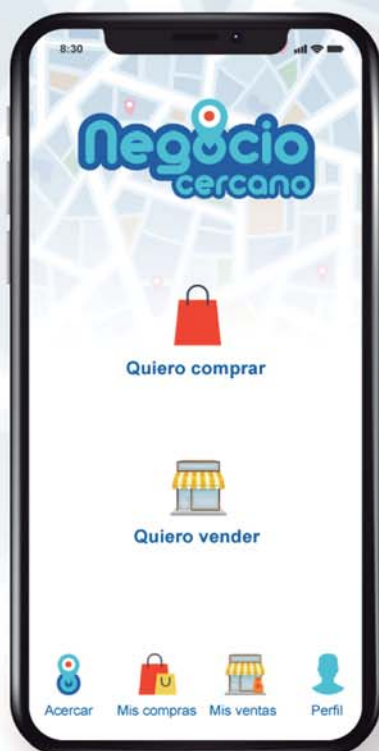 8:30
Negocio
cercano
Quiero comprar
Quiero vender
Acercar
Mis compras
Mis ventas
Perfil